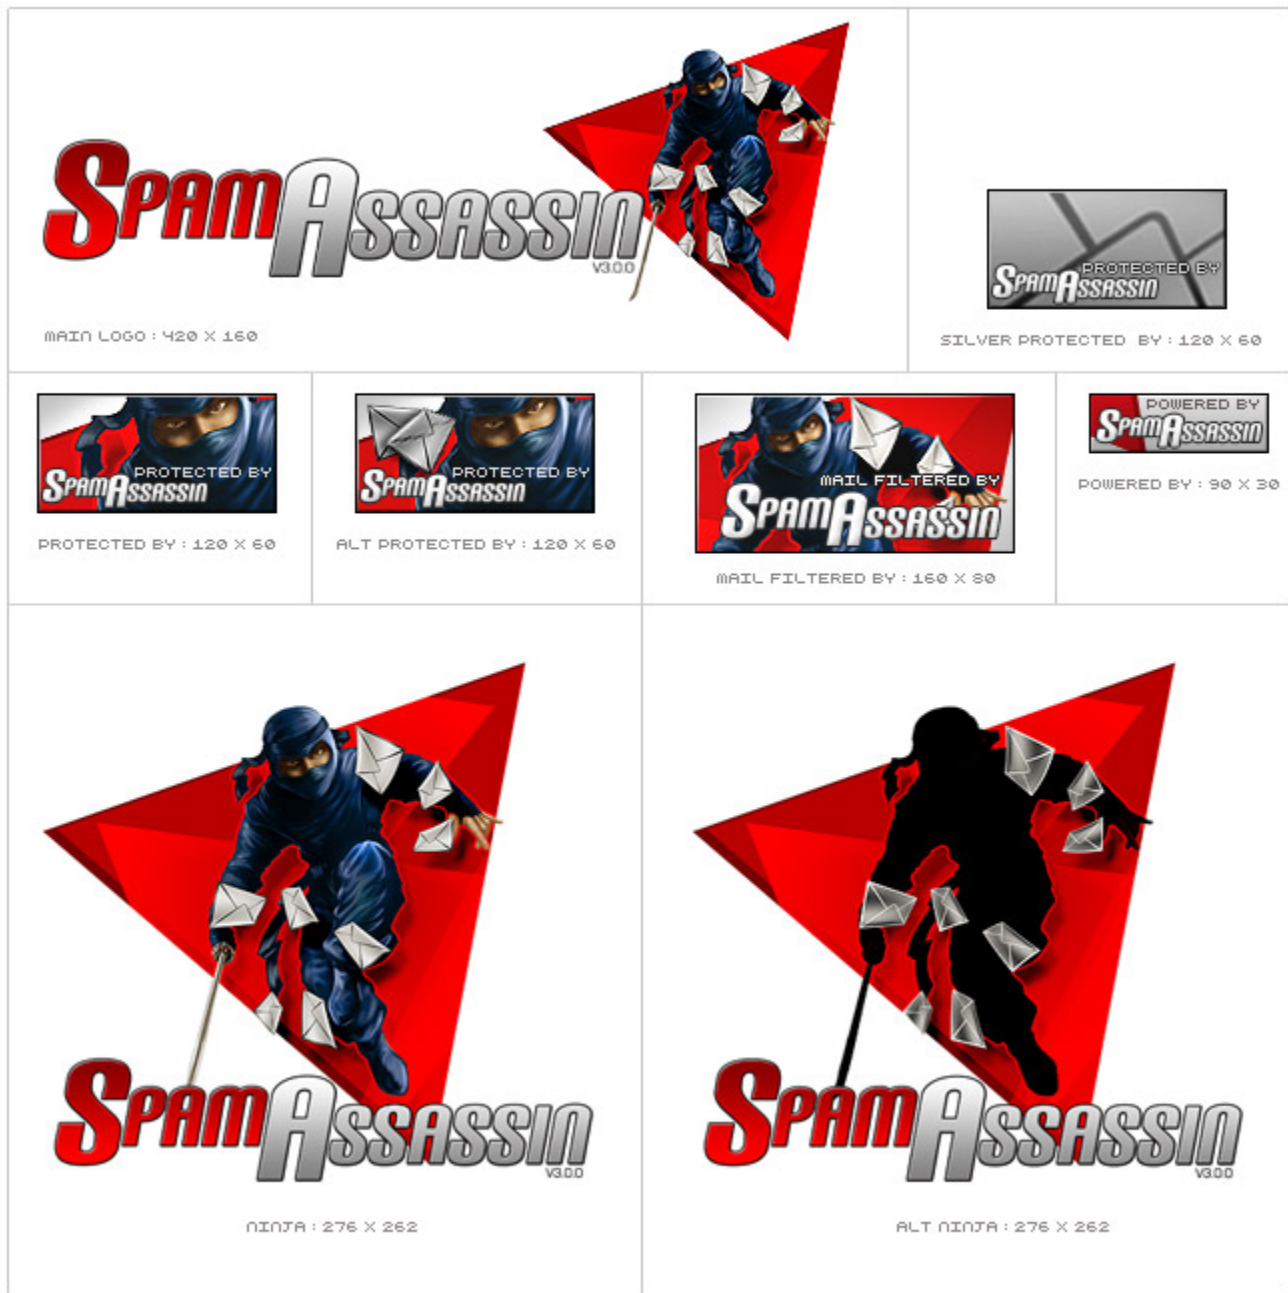 SPAMASSASSIN
V3.0.0
MAIN LOGO : 420 X 160
PROTECTED BY
SPAMASSASSIN
SILVER PROTECTED BY : 120 X 60
PROTECTED BY
SPAMASSASSIN
PROTECTED BY : 120 X 60
PROTECTED BY
SPAMASSASSIN
ALT PROTECTED BY : 120 X 60
MAIL FILTERED BY
SPAMASSASSIN
MAIL FILTERED BY : 160 X 80
POWERED BY
SPAMASSASSIN
POWERED BY : 90 X 30
SPAMASSASSIN
V3.0.0
NINJA : 276 X 262
SPAMASSASSIN
V3.0.0
ALT NINJA : 276 X 262